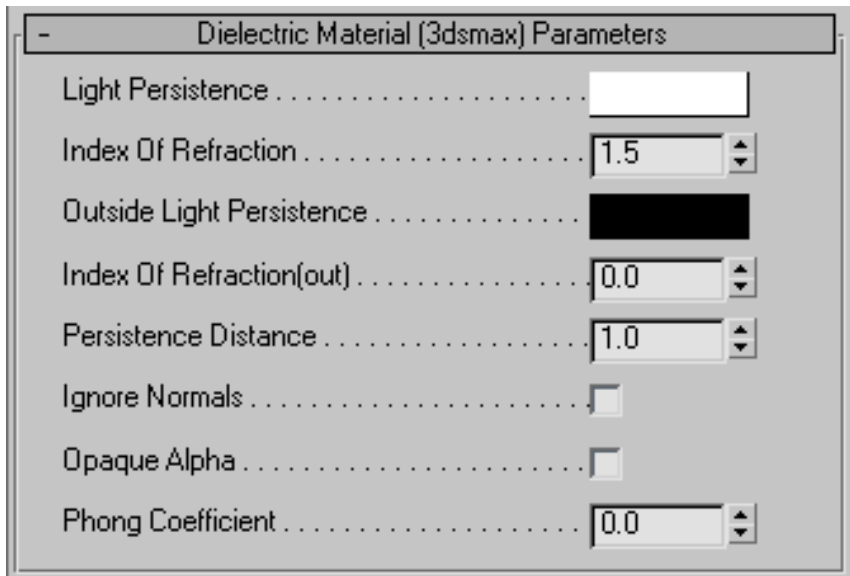 - Dielectric Material (3dsmax) Parameters
Light Persistence . . . . . . . . . . . . . . . . . . . . . .
Index Of Refraction . . . . . . . . . . . . . . . . . . . . 1.5
Outside Light Persistence . . . . . . . . . . . . . . .
Index Of Refraction(out) . . . . . . . . . . . . . . . . . 0.0
Persistence Distance . . . . . . . . . . . . . . . . . . . 1.0
Ignore Normals . . . . . . . . . . . . . . . . . . . . . . . .
Opaque Alpha . . . . . . . . . . . . . . . . . . . . . . . .
Phong Coefficient . . . . . . . . . . . . . . . . . . . . . 0.0